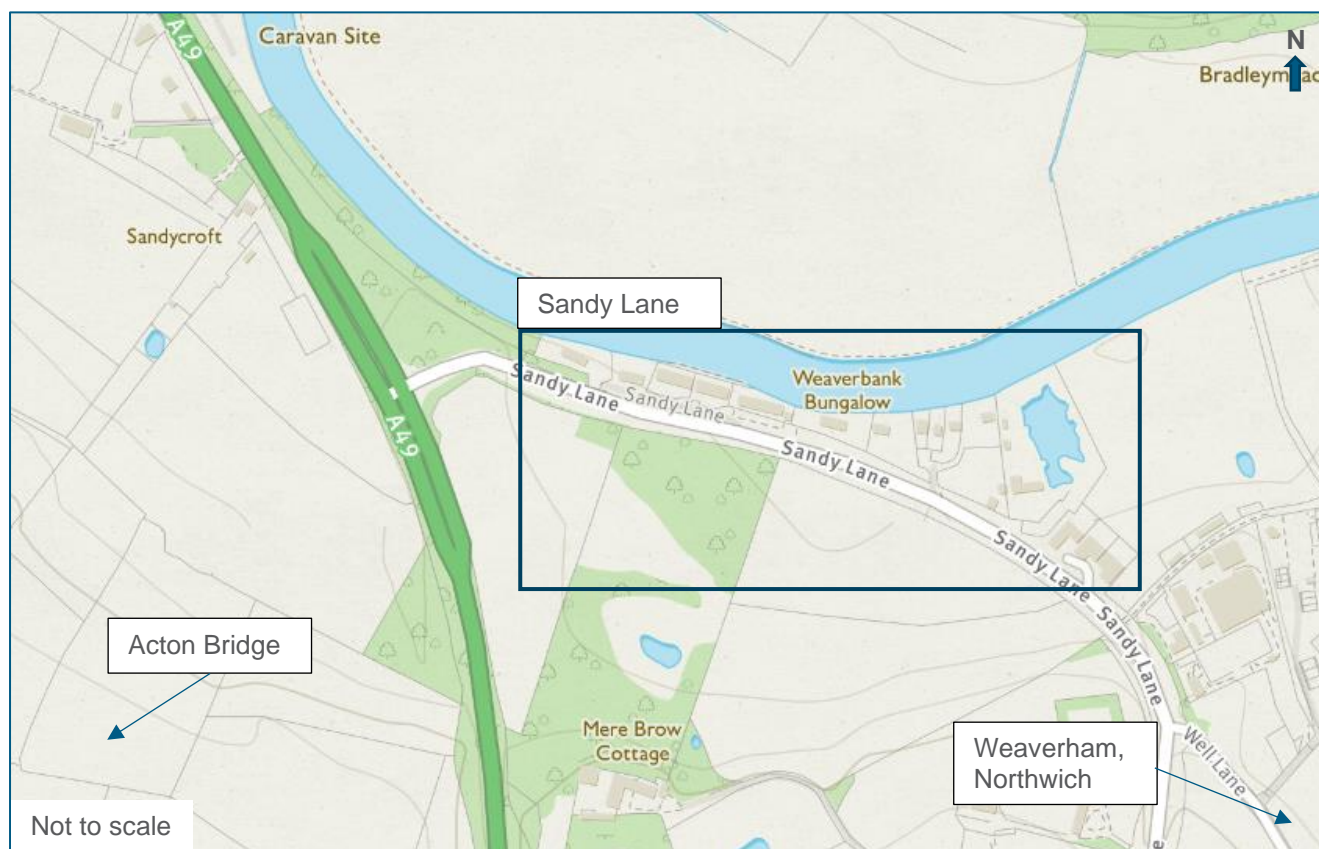 A49
Caravan Site
N
Bradleym
Sandycroft
Sandy Lane
Weaverbank
Bungalow
Sandy Lane
Sandy Lane
Sandy Lane
A49
Sandy Lane
Sandy Lane
Acton Bridge
Mere Brow
Cottage
Weaverham,
Northwich
Well Lane
Not to scale